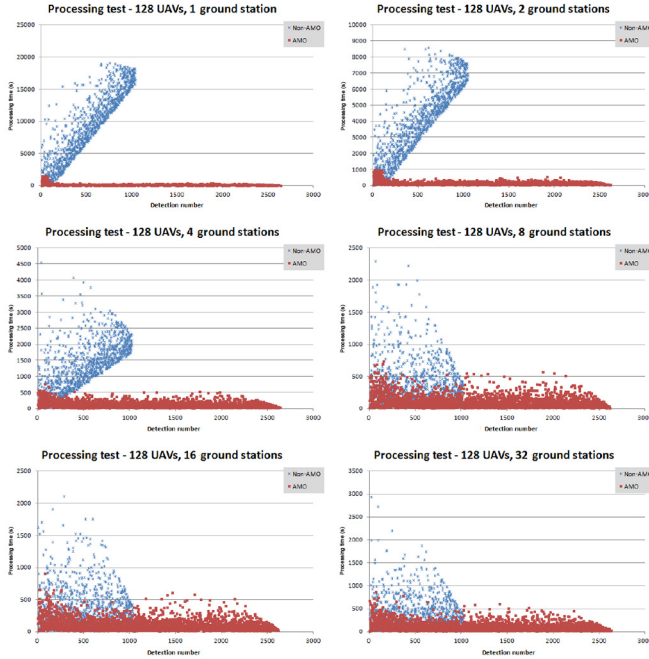 Processing test - 128 UAVs, 1 ground station
Processing time (s)
25000
20000
15000
10000
5000
0
0 500 1000 1500 2000 2500 3000
Detection number
Non-AMO
AMO
Processing test - 128 UAVs, 2 ground stations
Processing time (s)
10000
9000
8000
7000
6000
5000
4000
3000
2000
1000
0
0 500 1000 1500 2000 2500 3000
Detection number
Non-AMO
AMO
Processing test - 128 UAVs, 4 ground stations
Processing time (s)
5000
4500
4000
3500
3000
2500
2000
1500
1000
500
0
0 500 1000 1500 2000 2500 3000
Detection number
Non-AMO
AMO
Processing test - 128 UAVs, 8 ground stations
Processing time (s)
2500
2000
1500
1000
500
0
0 500 1000 1500 2000 2500 3000
Detection number
Non-AMO
AMO
Processing test - 128 UAVs, 16 ground stations
Processing time (s)
2500
2000
1500
1000
500
0
0 500 1000 1500 2000 2500 3000
Detection number
Non-AMO
AMO
Processing test - 128 UAVs, 32 ground stations
Processing time (s)
3500
3000
2500
2000
1500
1000
500
0
0 500 1000 1500 2000 2500 3000
Detection number
Non-AMO
AMO